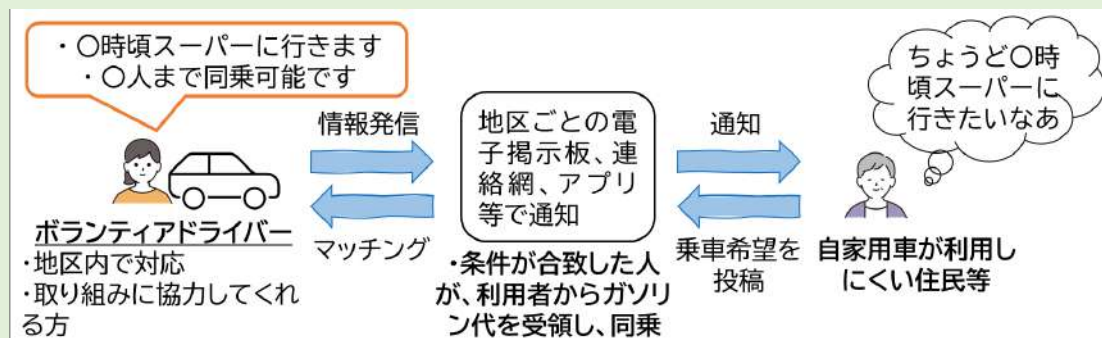 ・〇時頃スーパーに行きます
・〇人まで同乗可能です
情報発信
マッチング
ボランティアドライバー
・地区内で対応
・取り組みに協力してくれ
る方
地区ごとの電
子掲示板、連
絡網、アプリ
等で通知
・条件が合致した人
が、利用者からガソリ
ン代を受領し、同乗
通知
乗車希望を
投稿
ちょうど〇時
頃スーパーに
行きたいなあ
自家用車が利用し
にくい住民等